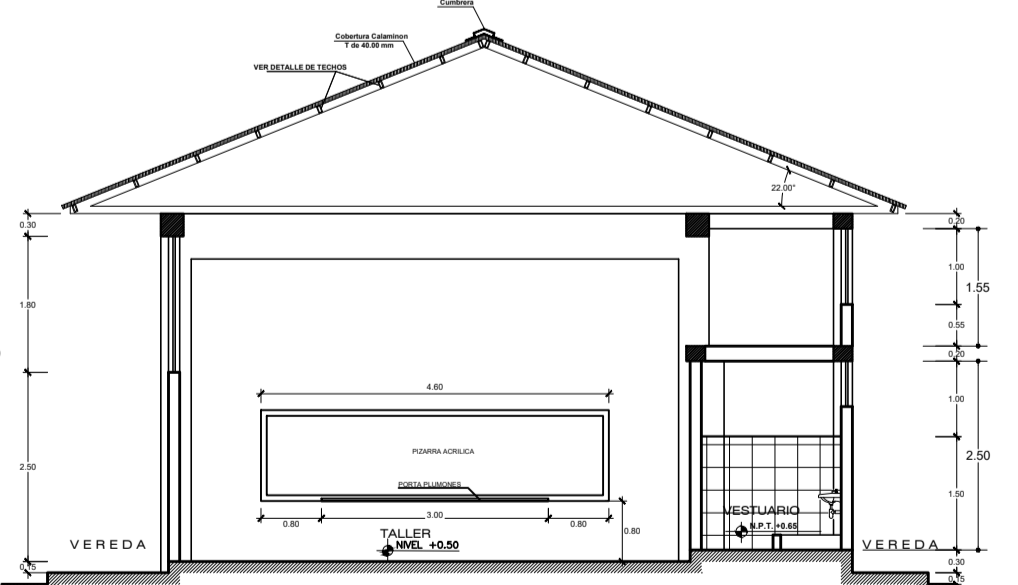 Cumbrera
Cobertura Calaminon
T de 40.00 mm
VER DETALLE DE TECHOS
22.00°
0.30
0.20
1.00
1.55
1.80
0.55
0.20
4.60
1.00
PIZARRA ACRILICA
2.50
2.50
PORTA PLUMONES
1.50
0.80
3.00
0.80
0.80
VESTUARIO
N.P.T. +0.65
TALLER
NIVEL +0.50
VEREDA
VEREDA
0.15
0.30
0.15